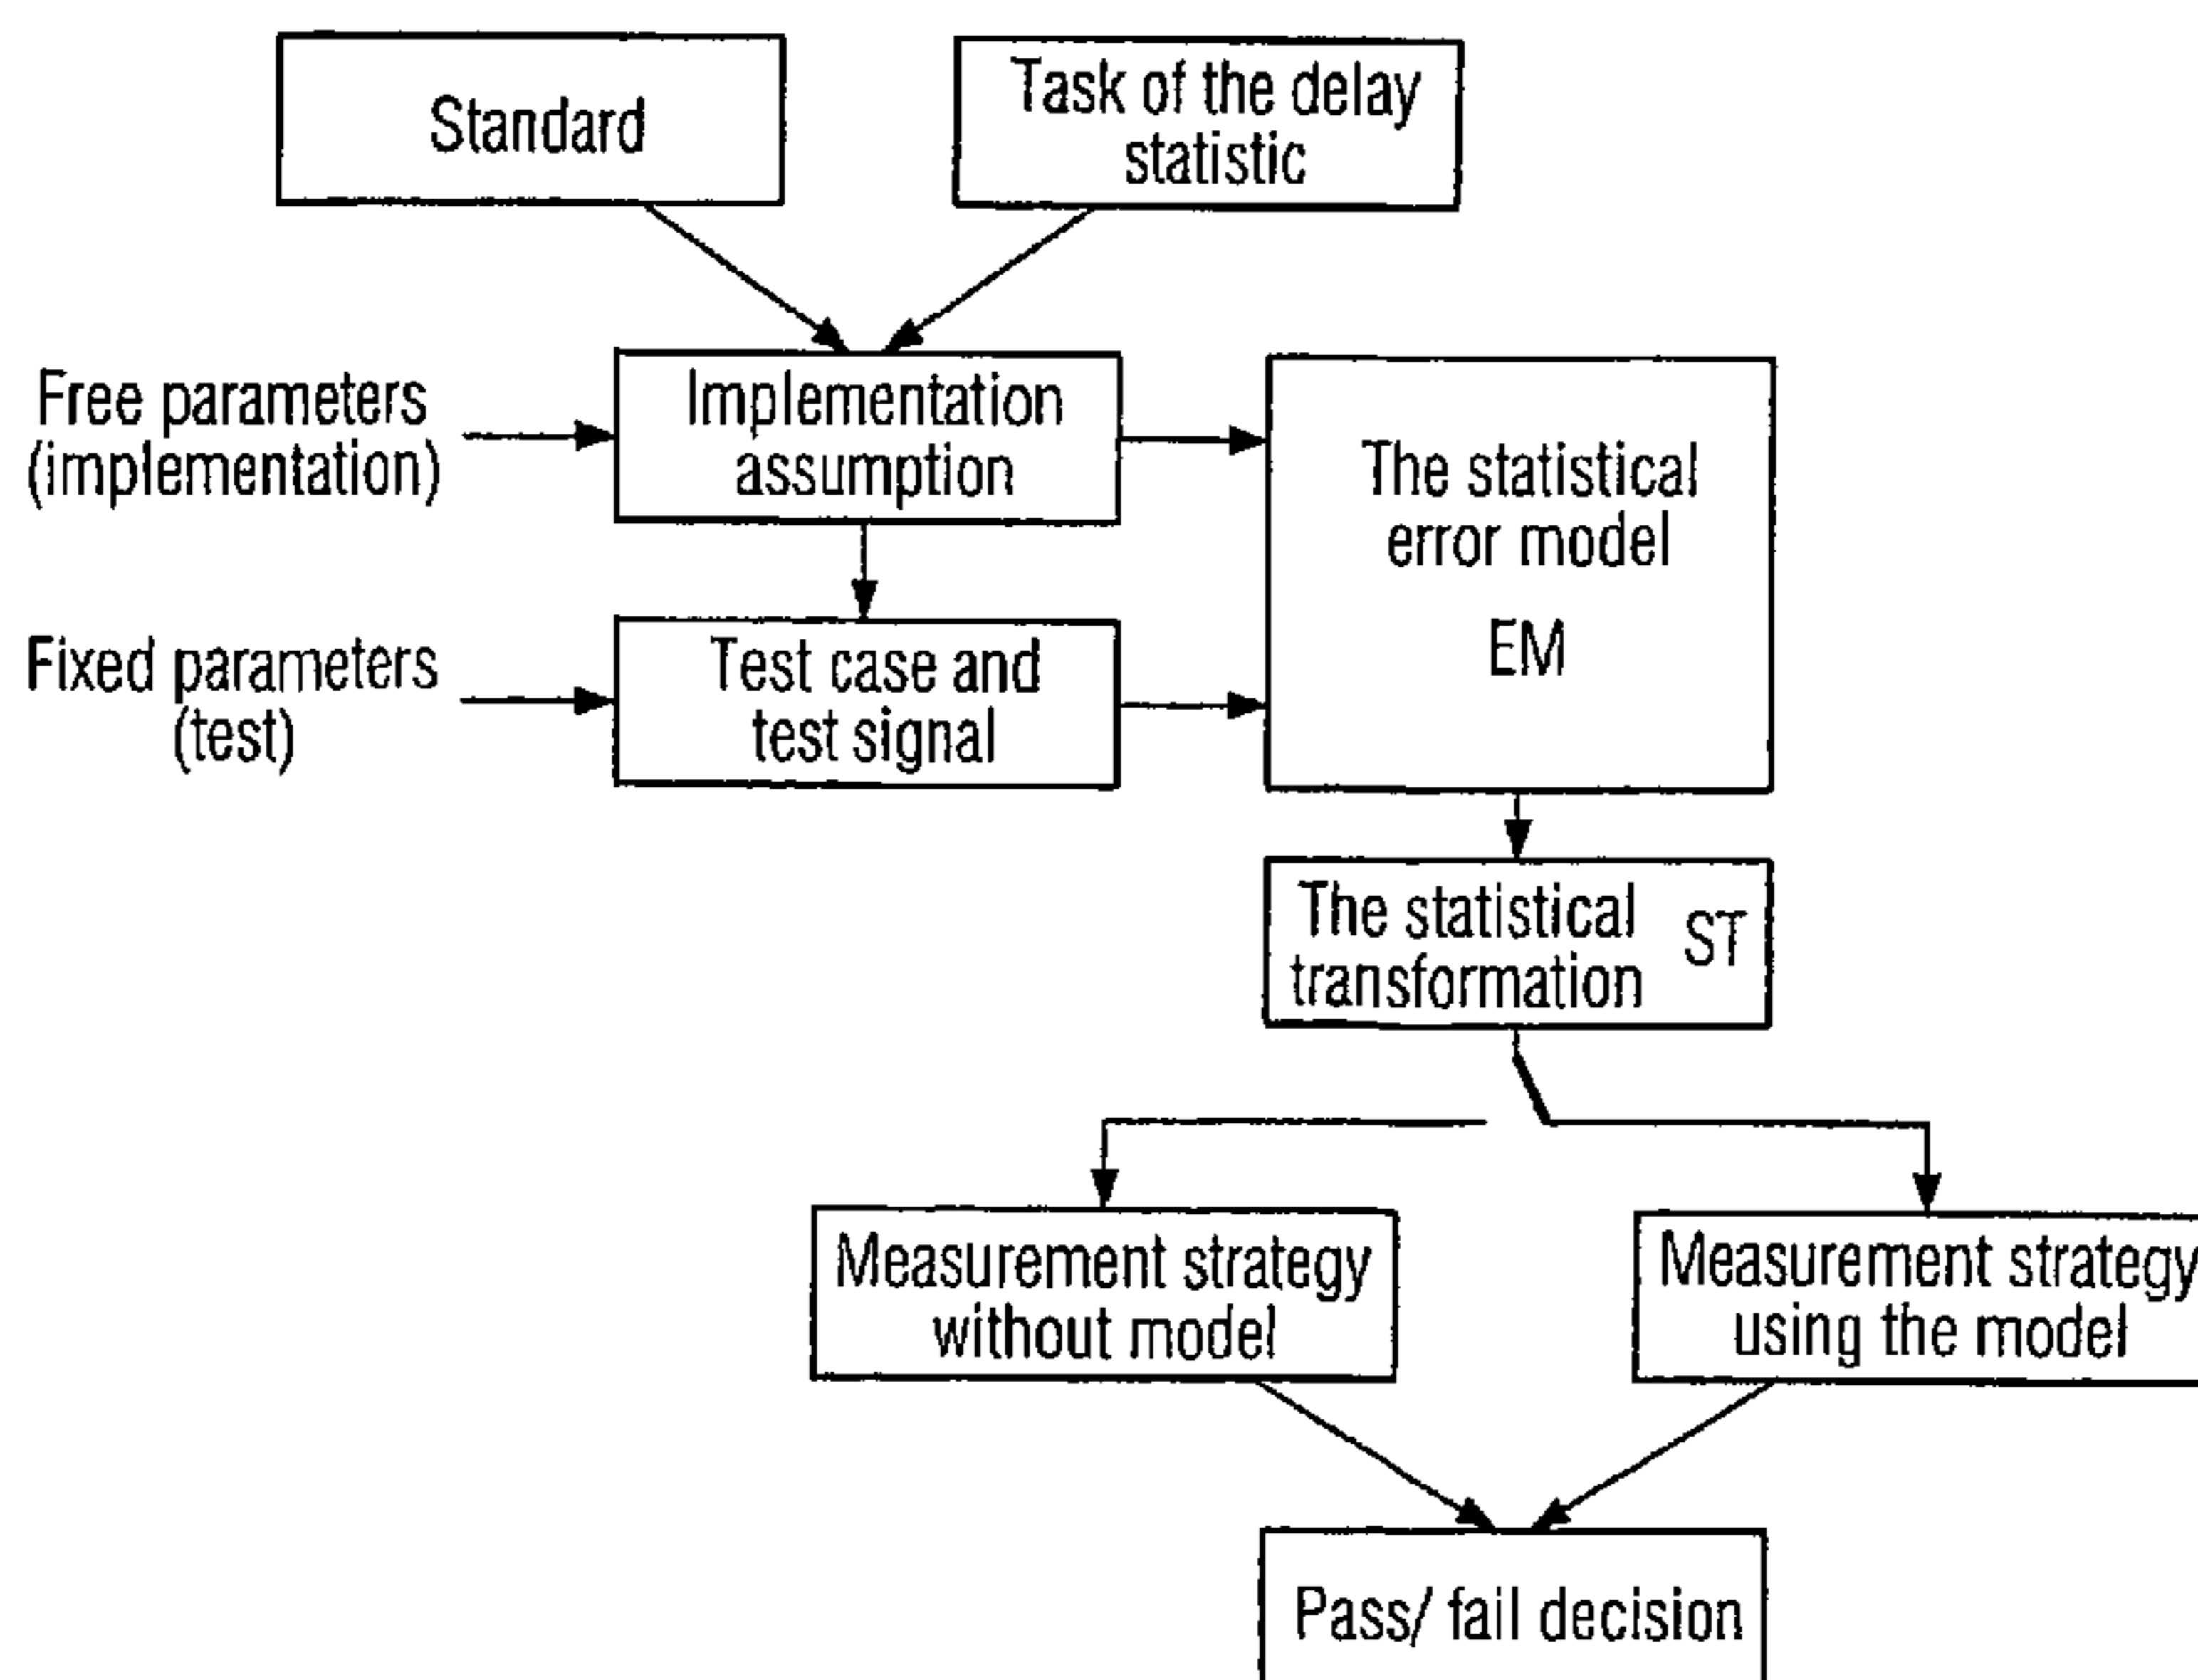 Standard
Task of the delay
statistic
Free parameters
(implementation)
Implementation
assumption
The statistical
error model
EM
Fixed parameters
(test)
Test case and
test signal
The statistical
transformation
ST
Measurement strategy
without model
Measurement strategy
using the model
Pass/ fail decision